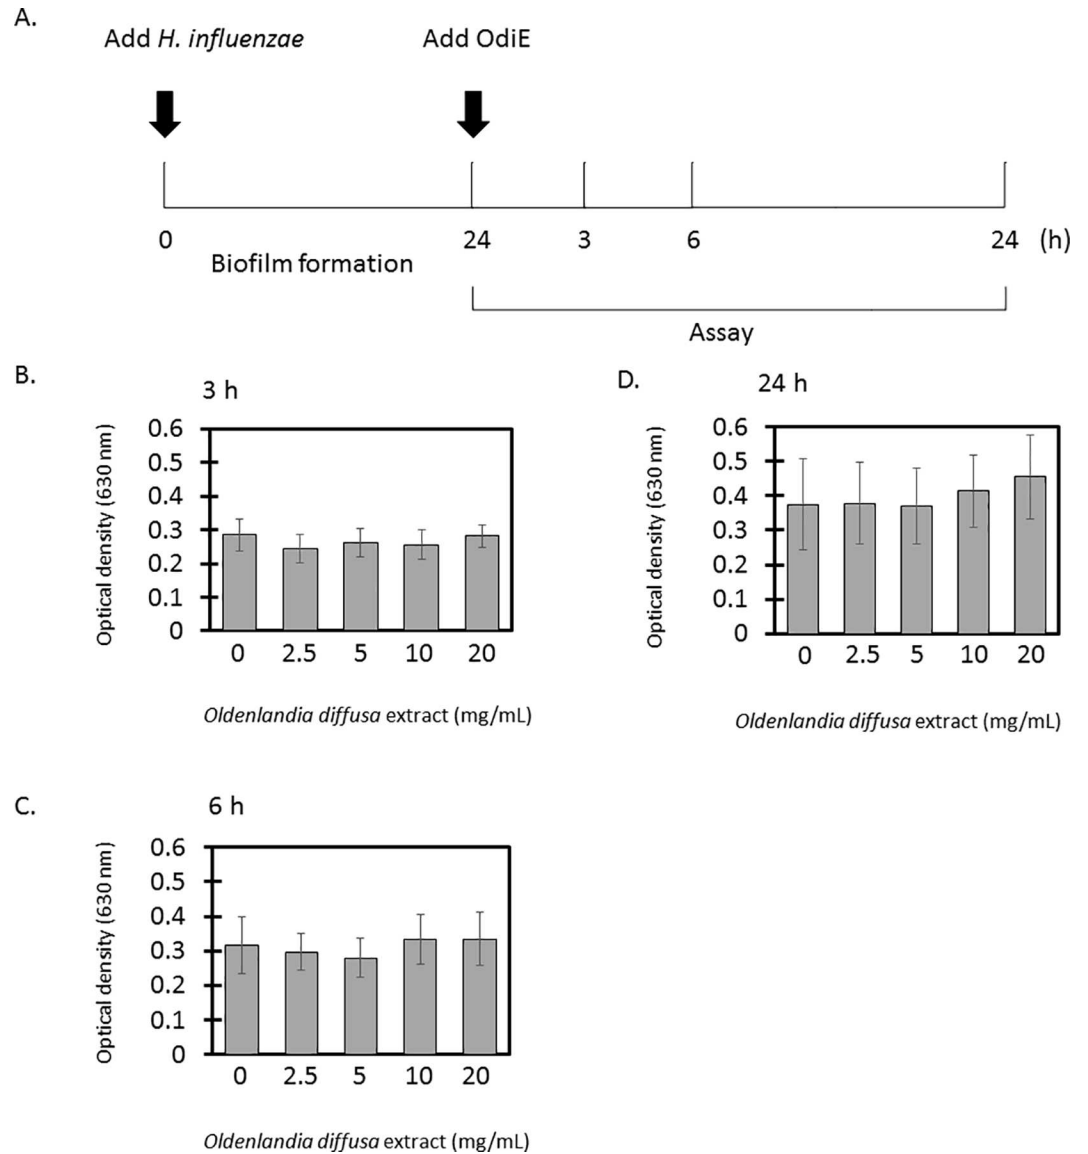 A.
Add H. influenzae Add OdiE
0 24 3 6 24 (h)
Biofilm formation
Assay
B.
3 h
Optical density (630 nm)
0.6
0.5
0.4
0.3
0.2
0.1
0
0 2.5 5 10 20
Oldenlandia diffusa extract (mg/mL)
D.
24 h
Optical density (630 nm)
0.6
0.5
0.4
0.3
0.2
0.1
0
0 2.5 5 10 20
Oldenlandia diffusa extract (mg/mL)
C.
6 h
Optical density (630 nm)
0.6
0.5
0.4
0.3
0.2
0.1
0
0 2.5 5 10 20
Oldenlandia diffusa extract (mg/mL)